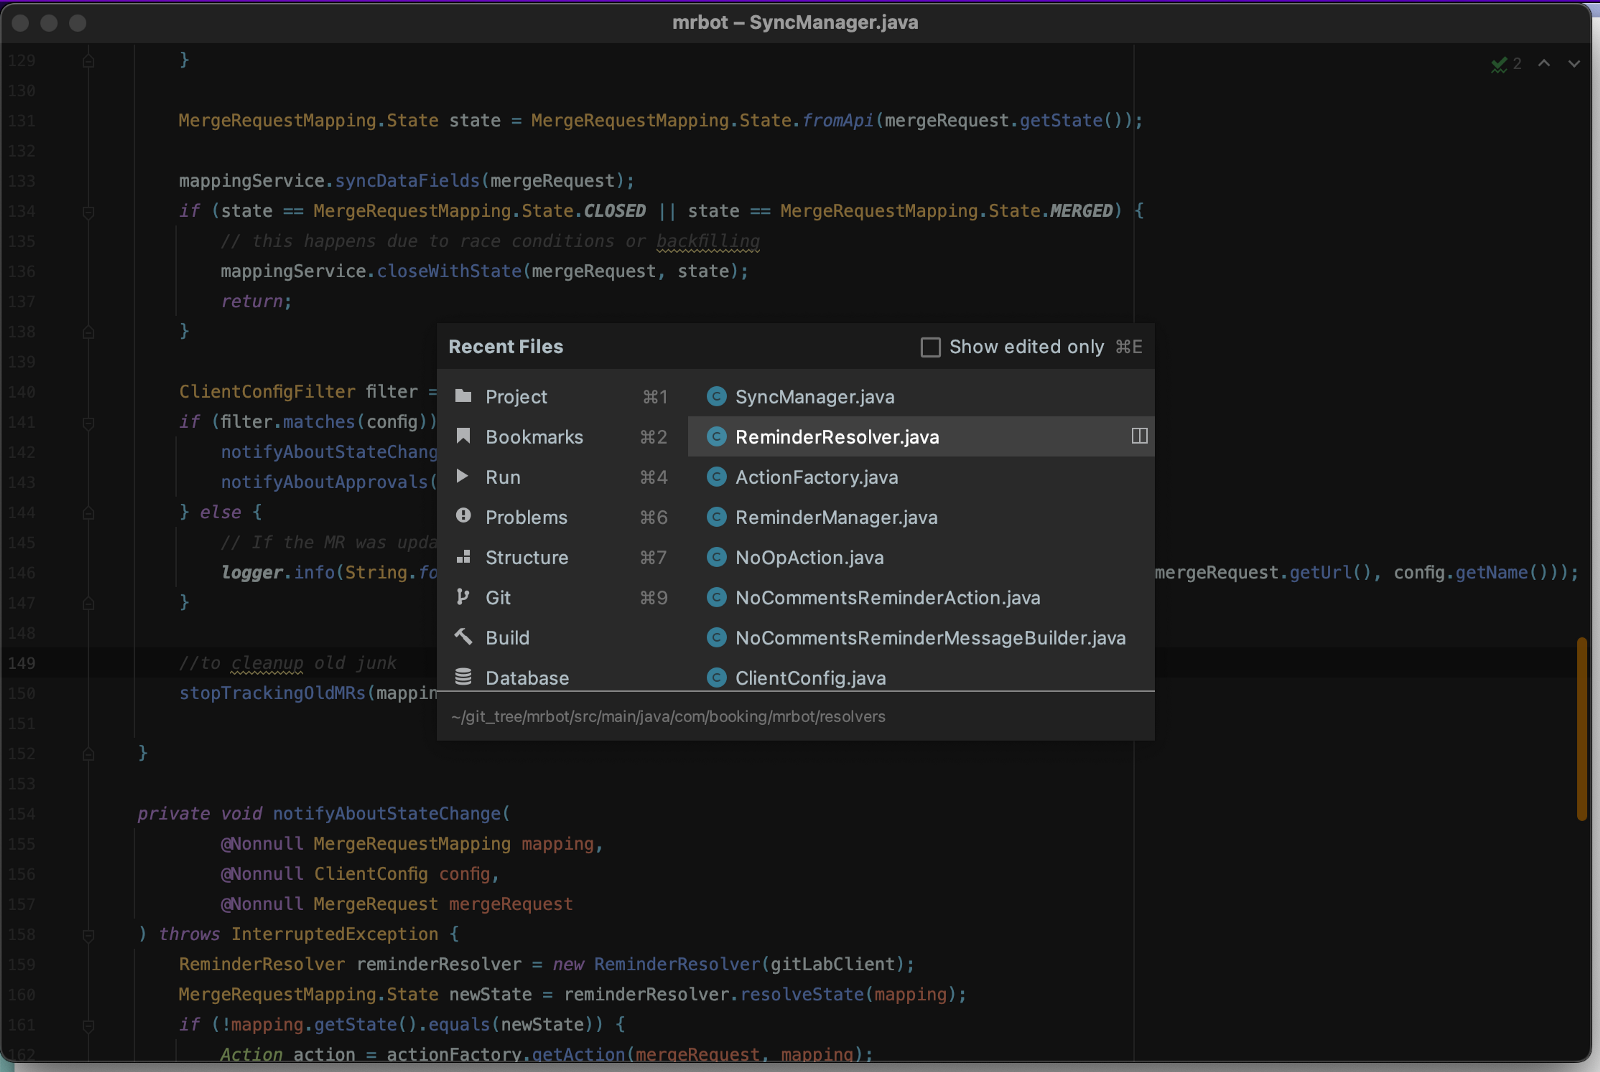 mrbot – SyncManager.java
129 }
2
130
131 MergeRequestMapping.State state = MergeRequestMapping.State.fromApi(mergeRequest.getState());
132
133 mappingService.syncDataFields(mergeRequest);
134 if (state == MergeRequestMapping.State.CLOSED || state == MergeRequestMapping.State.MERGED) {
135 // this happens due to race conditions or backfilling
136 mappingService.closeWithState(mergeRequest, state);
137 return;
138 }
139
140 ClientConfigFilter filter =
141 if (filter.matches(config))
142 notifyAboutStateChang
143 notifyAboutApprovals(
144 } else {
145 // If the MR was upda
146 logger.info(String.fo mergeRequest.getUrl(), config.getName()));
147 }
148
149 //to cleanup old junk
150 stopTrackingOldMRs(mappin
151
152 }
153
154 private void notifyAboutStateChange(
155 @Nonnull MergeRequestMapping mapping,
156 @Nonnull ClientConfig config,
157 @Nonnull MergeRequest mergeRequest
158 ) throws InterruptedException {
159 ReminderResolver reminderResolver = new ReminderResolver(gitLabClient);
160 MergeRequestMapping.State newState = reminderResolver.resolveState(mapping);
161 if (!mapping.getState().equals(newState)) {
162 Action action = actionFactory.getAction(mergeRequest, mapping);
Recent Files
Show edited only ⌘E
Project ⌘1
Bookmarks ⌘2
Run ⌘4
Problems ⌘6
Structure ⌘7
Git ⌘9
Build
Database
SyncManager.java
ReminderResolver.java
ActionFactory.java
ReminderManager.java
NoOpAction.java
NoCommentsReminderAction.java
NoCommentsReminderMessageBuilder.java
ClientConfig.java
~/git_tree/mrbot/src/main/java/com/booking/mrbot/resolvers